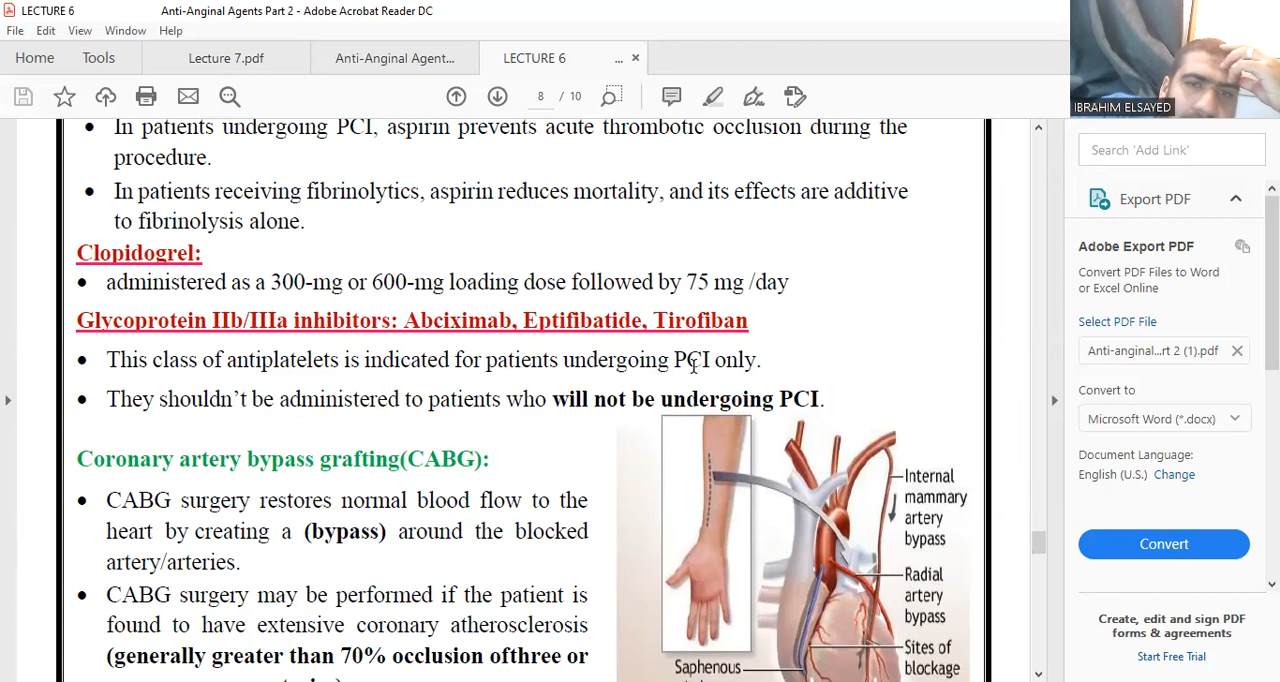 LECTURE 6
Anti-Anginal Agents Part 2 - Adobe Acrobat Reader DC
File Edit View Window Help
Home Tools Lecture 7.pdf Anti-Anginal Agent... LECTURE 6 ... ×
8 / 10
IBRAHIM ELSAYED
In patients undergoing PCI, aspirin prevents acute thrombotic occlusion during the
procedure.
• In patients receiving fibrinolytics, aspirin reduces mortality, and its effects are additive
to fibrinolysis alone.
Clopidogrel:
• administered as a 300-mg or 600-mg loading dose followed by 75 mg /day
Glycoprotein IIb/IIIa inhibitors: Abciximab, Eptifibatide, Tirofiban
• This class of antiplatelets is indicated for patients undergoing PCI only.
• They shouldn't be administered to patients who will not be undergoing PCI.
Coronary artery bypass grafting(CABG):
• CABG surgery restores normal blood flow to the
heart by creating a (bypass) around the blocked
artery/arteries.
• CABG surgery may be performed if the patient is
found to have extensive coronary atherosclerosis
(generally greater than 70% occlusion ofthree or
Internal
mammary
artery
bypass
Radial
artery
bypass
Sites of
blockage
Saphenous
Search 'Add Link'
Export PDF
Adobe Export PDF
Convert PDF Files to Word
or Excel Online
Select PDF File
Anti-anginal...rt 2 (1).pdf
Convert to
Microsoft Word (*.docx)
Document Language:
English (U.S.) Change
Convert
Create, edit and sign PDF
forms & agreements
Start Free Trial